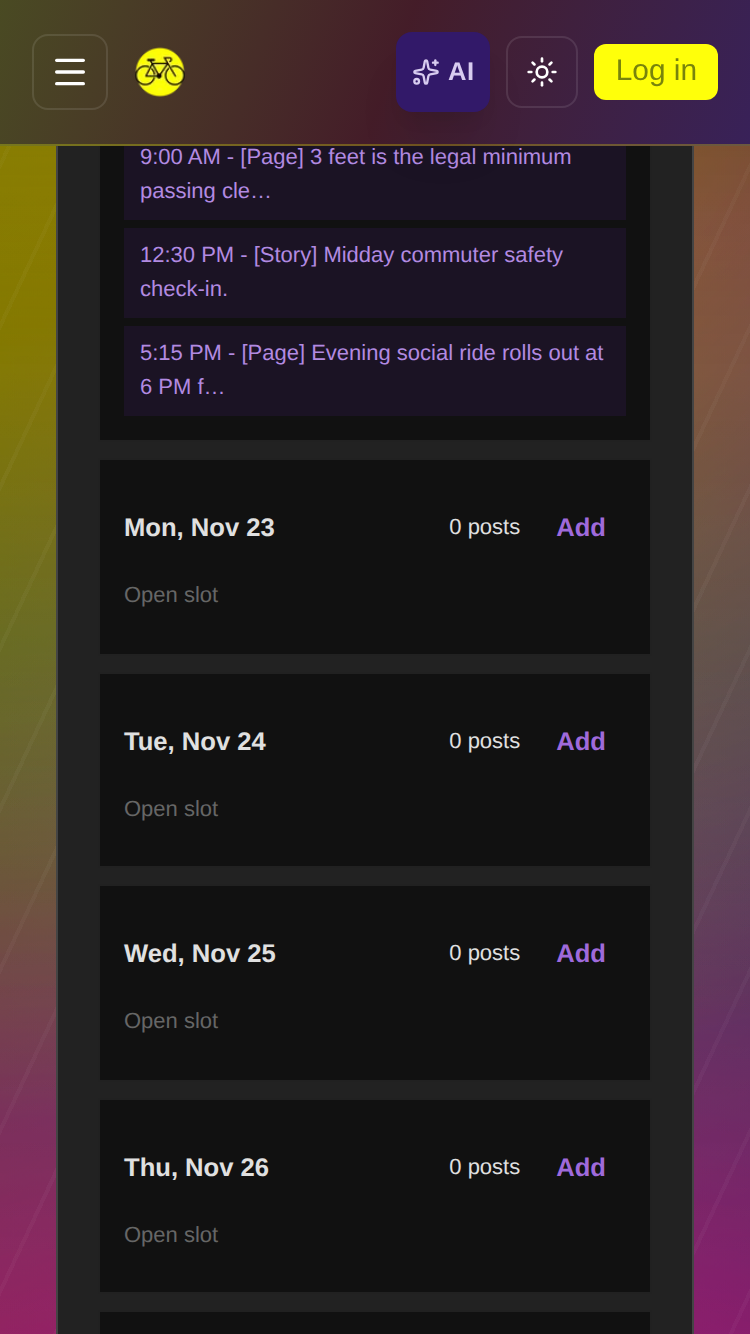 AI
Log in
9:00 AM - [Page] 3 feet is the legal minimum
passing cle…
12:30 PM - [Story] Midday commuter safety
check-in.
5:15 PM - [Page] Evening social ride rolls out at
6 PM f…
Mon, Nov 23 0 posts Add
Open slot
Tue, Nov 24 0 posts Add
Open slot
Wed, Nov 25 0 posts Add
Open slot
Thu, Nov 26 0 posts Add
Open slot